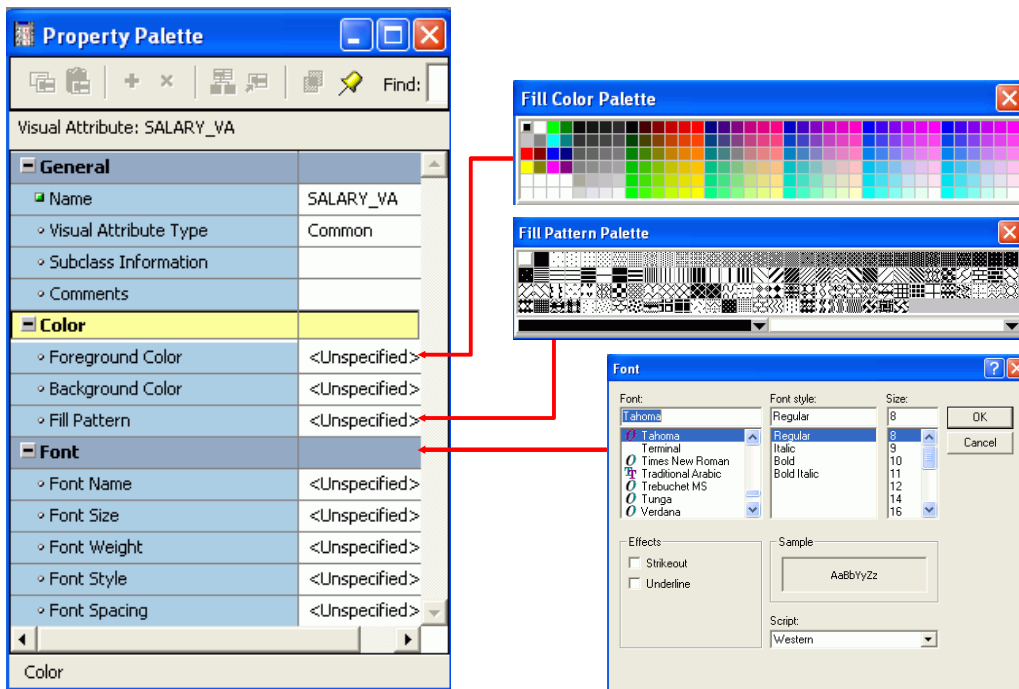 Property Palette
Find:
Visual Attribute: SALARY_VA
General
Name SALARY_VA
Visual Attribute Type Common
Subclass Information
Comments
Color
Foreground Color <Unspecified>
Background Color <Unspecified>
Fill Pattern <Unspecified>
Font
Font Name <Unspecified>
Font Size <Unspecified>
Font Weight <Unspecified>
Font Style <Unspecified>
Font Spacing <Unspecified>
Color
Fill Color Palette
Fill Pattern Palette
Font
Font: Font style: Size:
Tahoma Regular 8 OK
Tahoma Regular 8
Terminal Italic 9 Cancel
Times New Roman Bold 10
Traditional Arabic Bold Italic 11
Trebuchet MS 12
Tunga 14
Verdana 16
Effects Sample
Strikeout
AaBbYyZz
Underline
Script:
Western